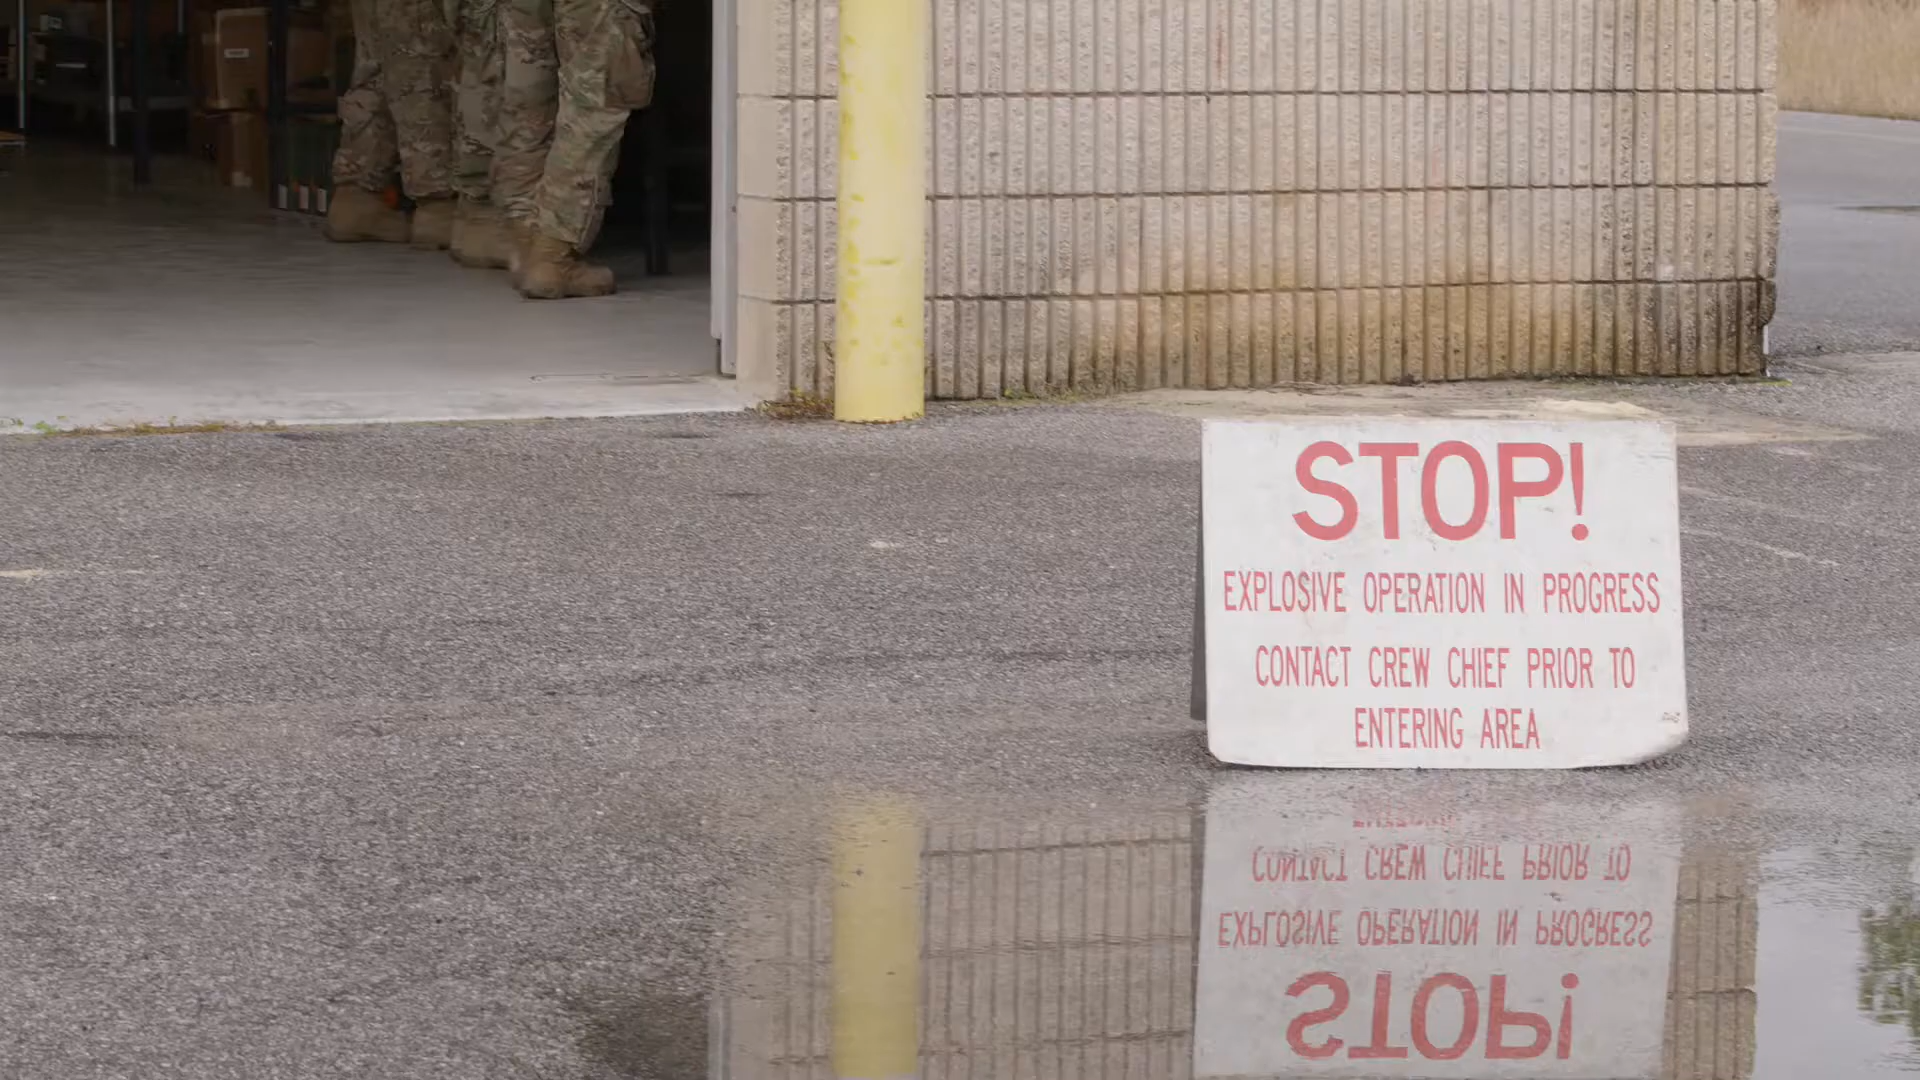 STOP!
EXPLOSIVE OPERATION IN PROGRESS
CONTACT CREW CHIEF PRIOR TO
ENTERING AREA